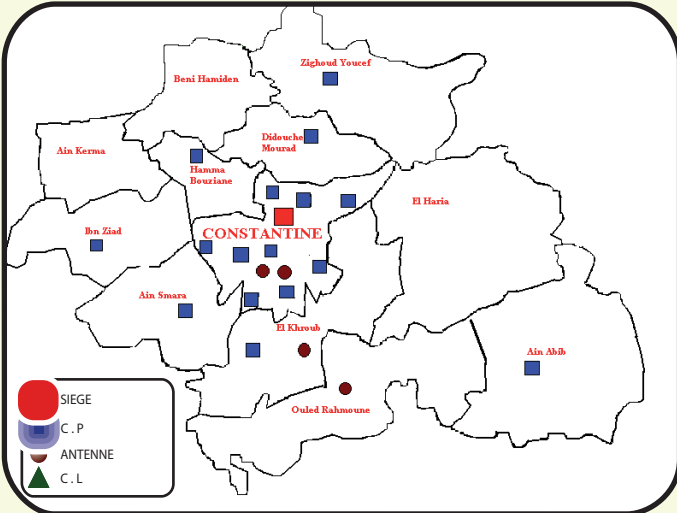 Zighoud Youcef
Beni Hamiden
Didouche
Mourad
Ain Kerma
Hamma
Bouziane
El Haria
Ibn Ziad
CONSTANTINE
Ain Smara
El Khroub
Ain Abib
Ouled Rahmoune
SIEGE
C . P
ANTENNE
C . L